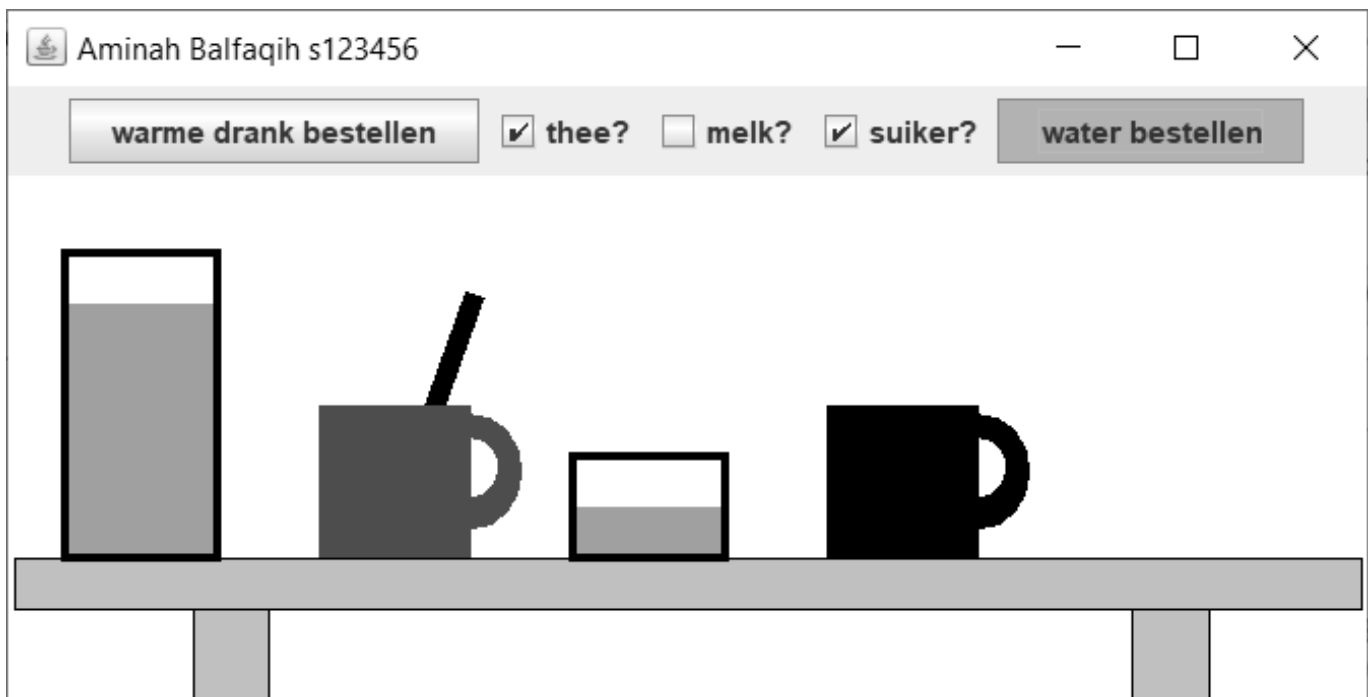 Aminah Balfaqih s123456
warme drank bestellen thee? melk? suiker? water bestellen